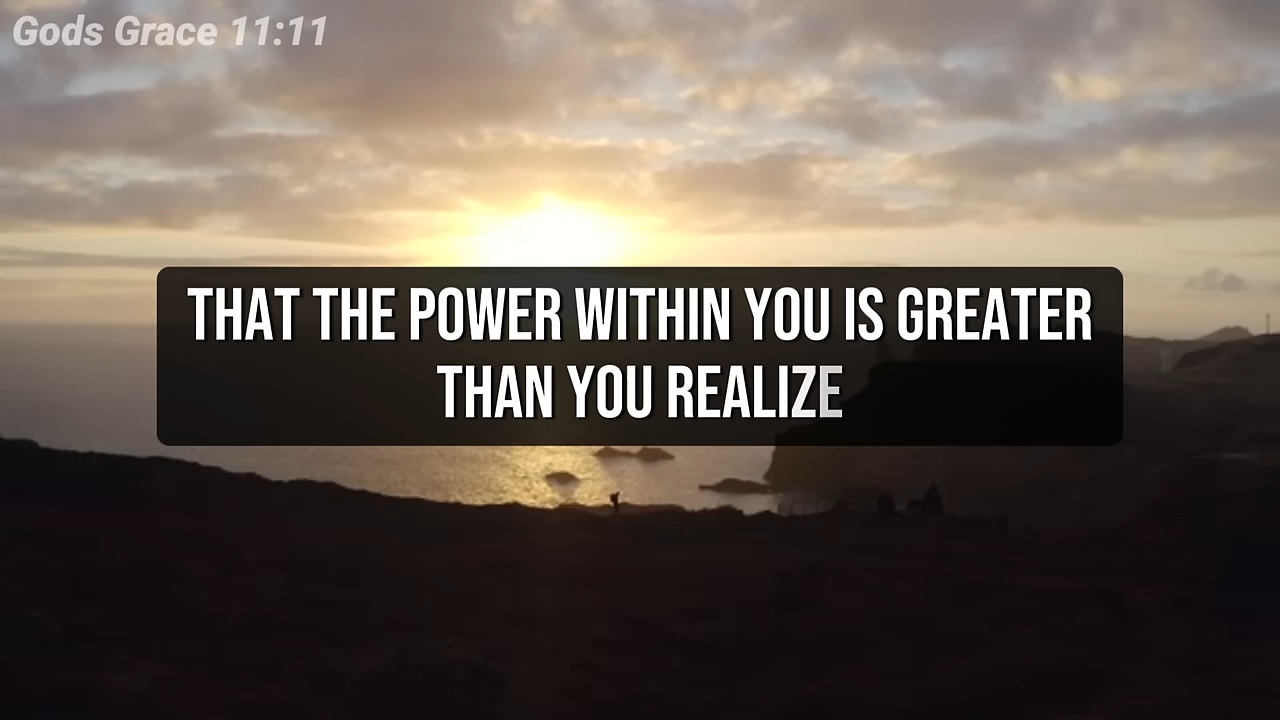 Gods Grace 11:11
THAT THE POWER WITHIN YOU IS GREATER
THAN YOU REALIZE